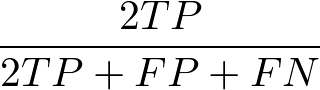 2TP
2TP + FP + FN